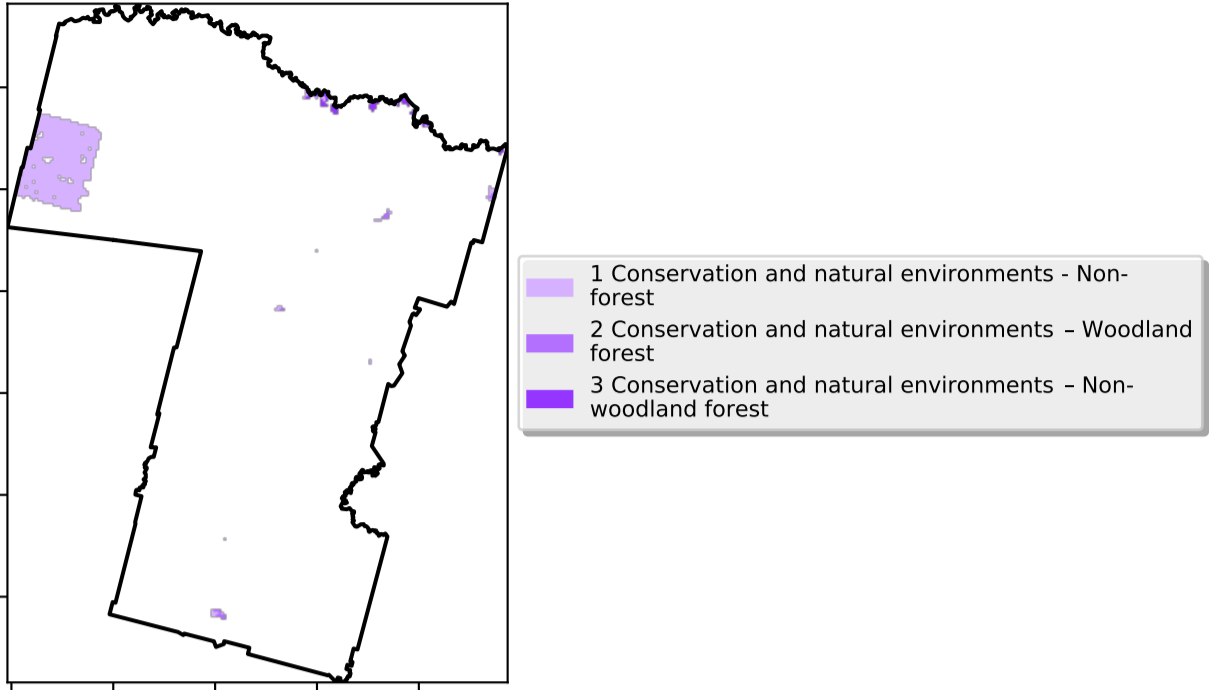 1 Conservation and natural environments - Non-
forest
2 Conservation and natural environments – Woodland
forest
3 Conservation and natural environments – Non-
woodland forest